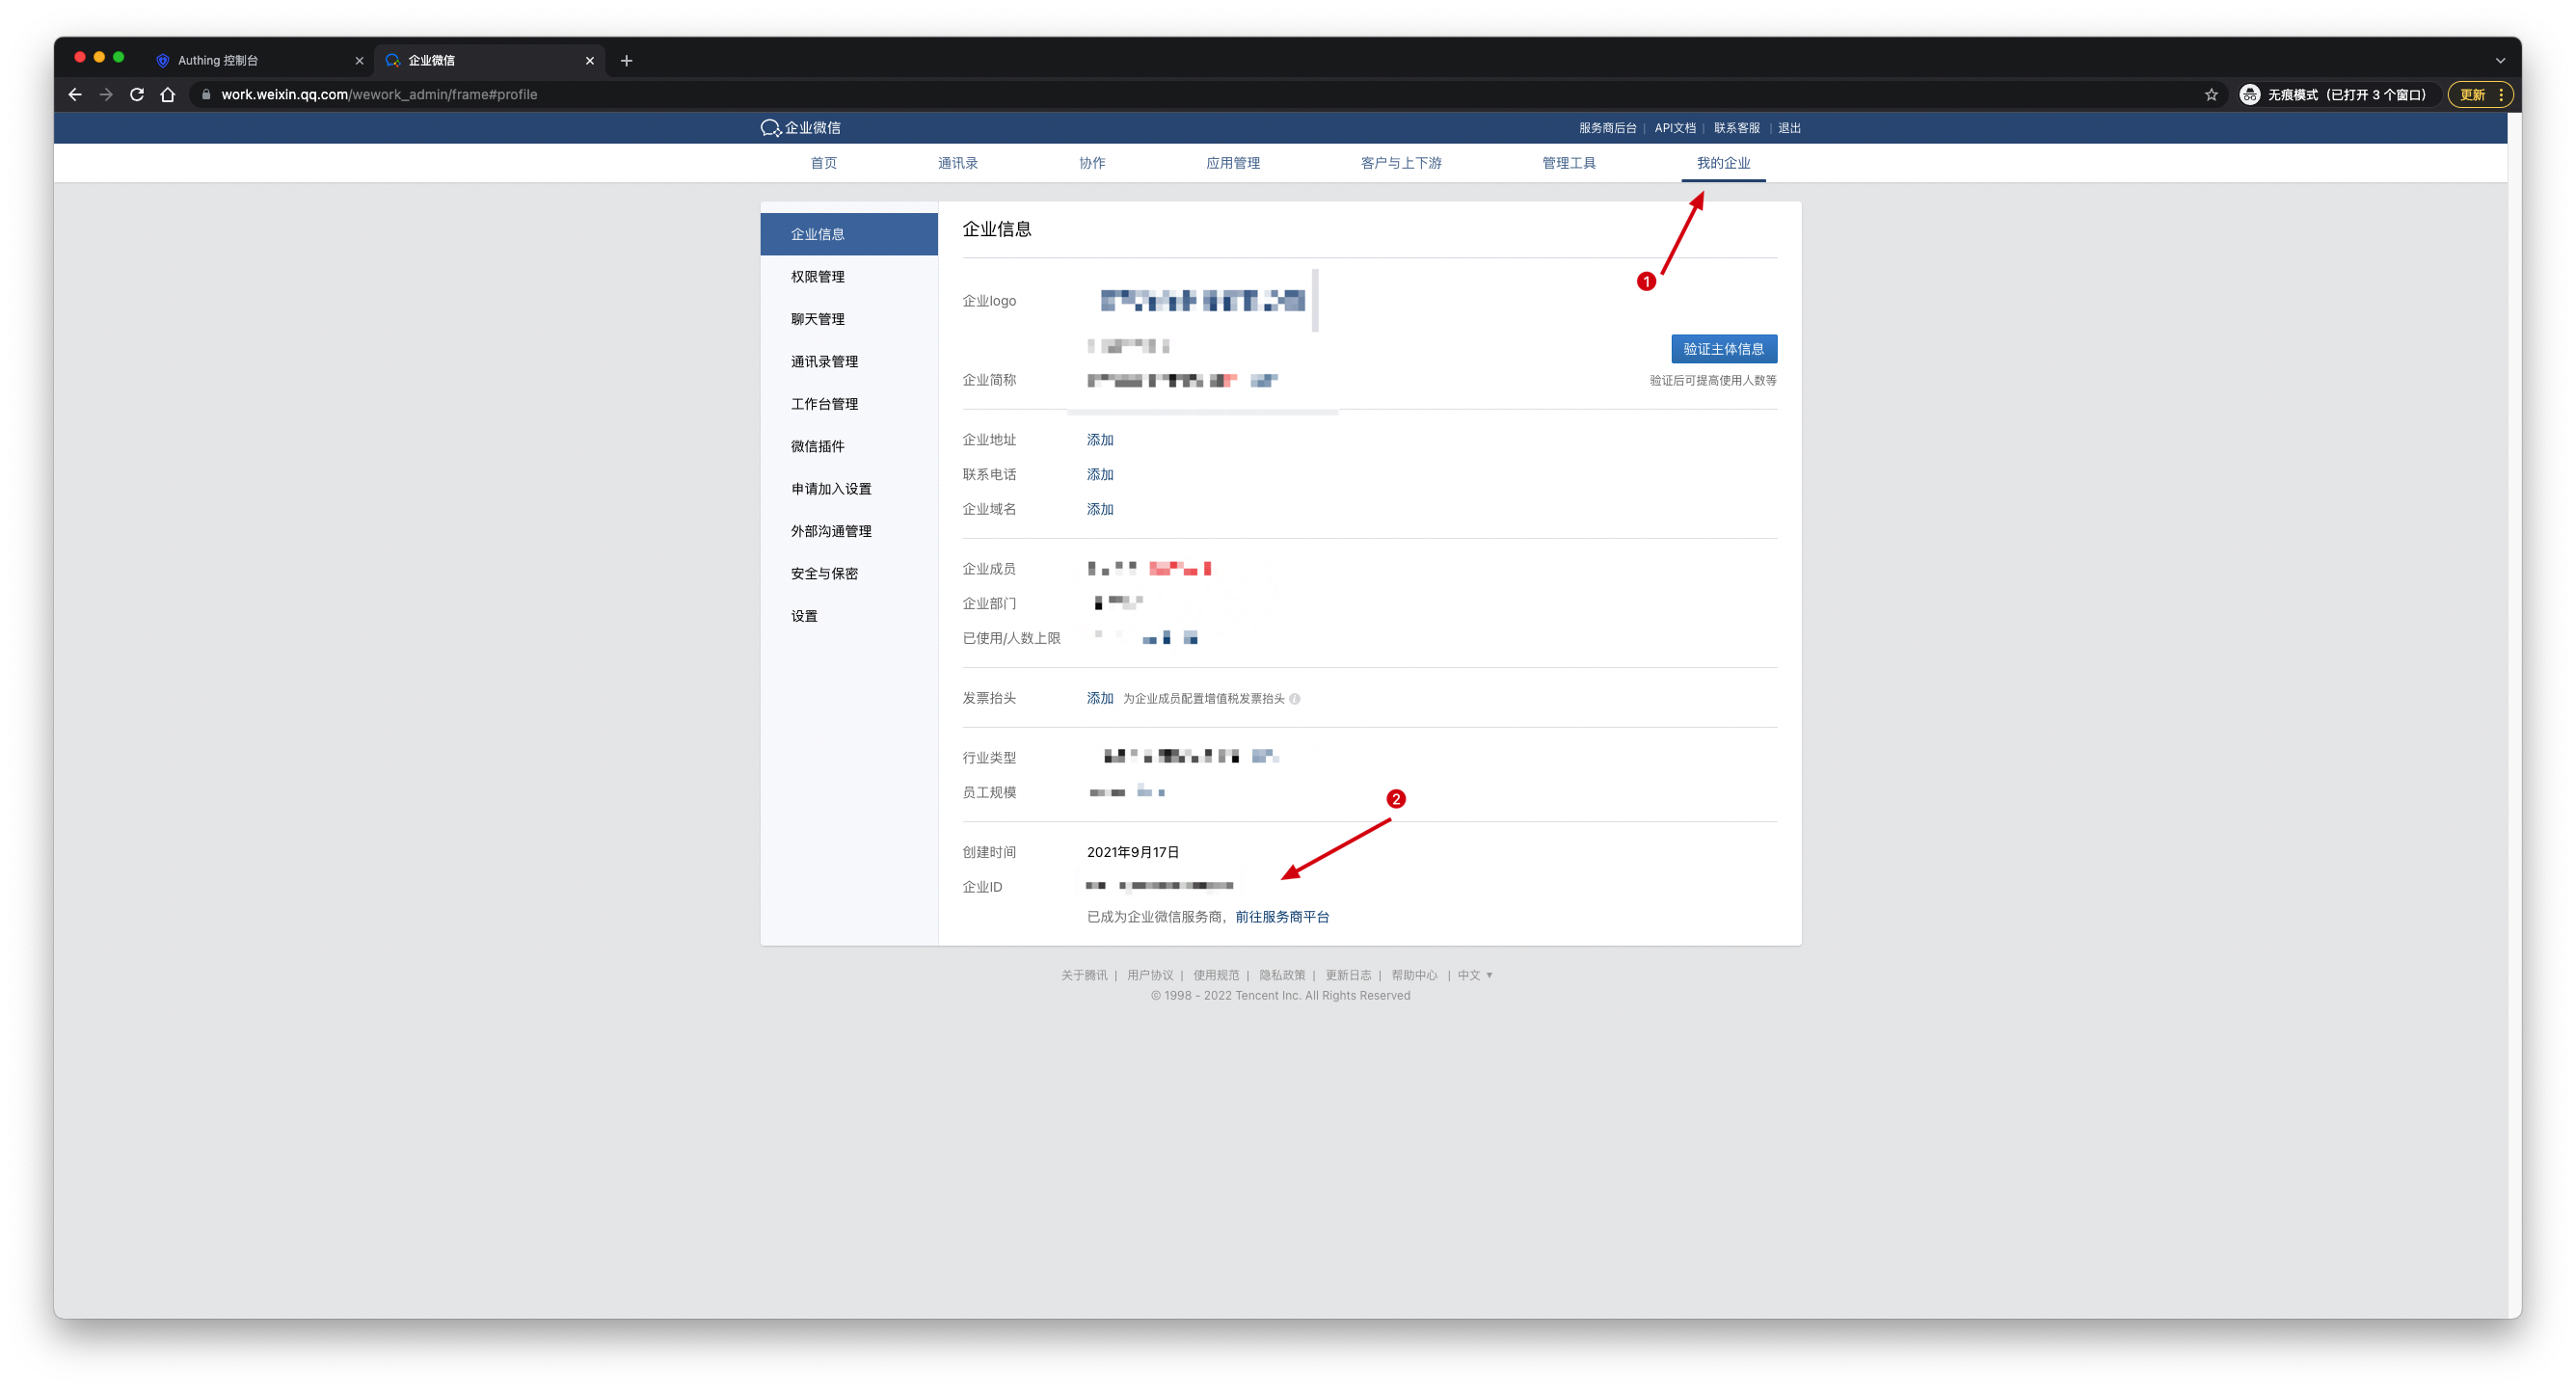 Authing 控制台
企业微信
work.weixin.qq.com/wework_admin/frame#profile
无痕模式（已打开 3 个窗口）
更新
企业微信
服务商后台 | API文档 | 联系客服 | 退出
首页 通讯录 协作 应用管理 客户与上下游 管理工具 我的企业
企业信息
权限管理
聊天管理
通讯录管理
工作台管理
微信插件
申请加入设置
外部沟通管理
安全与保密
设置
企业信息
1
企业logo
验证主体信息
企业简称
验证后可提高使用人数等
企业地址 添加
联系电话 添加
企业域名 添加
企业成员
企业部门
已使用/人数上限
发票抬头 添加 为企业成员配置增值税发票抬头
行业类型
员工规模
2
创建时间 2021年9月17日
企业ID
已成为企业微信服务商，前往服务商平台
关于腾讯 | 用户协议 | 使用规范 | 隐私政策 | 更新日志 | 帮助中心 | 中文
© 1998 - 2022 Tencent Inc. All Rights Reserved